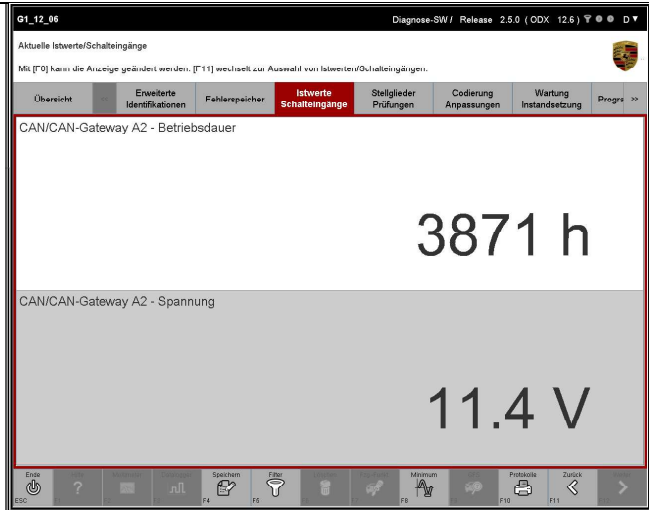 G1_12_06 Diagnose-SW / Release 2.5.0 ( ODX 12.6 ) D ▼
Aktuelle Istwerte/Schalteingänge
Mit [F0] kann die Anzeige geändert werden. [F11] wechselt zur Auswahl von Istwerten/Schalteingängen.
Übersicht << Erweiterte Identifikationen Fehlerspeicher Istwerte Schalteingänge Stellglieder Prüfungen Codierung Anpassungen Wartung Instandsetzung Progra >>
CAN/CAN-Gateway A2 - Betriebsdauer
3871 h
CAN/CAN-Gateway A2 - Spannung
11.4 V
Ende Speichern Filter Minimum Protokolle Zurück
ESC F4 F5 F8 F10 F11